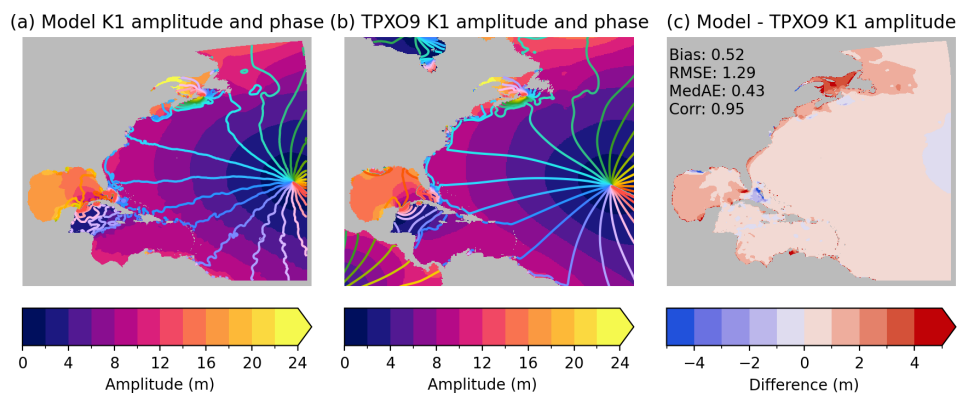 (a) Model K1 amplitude and phase
(b) TPXO9 K1 amplitude and phase
(c) Model - TPXO9 K1 amplitude
Bias: 0.52
RMSE: 1.29
MedAE: 0.43
Corr: 0.95
0 4 8 12 16 20 24
Amplitude (m)
0 4 8 12 16 20 24
Amplitude (m)
−4 −2 0 2 4
Difference (m)